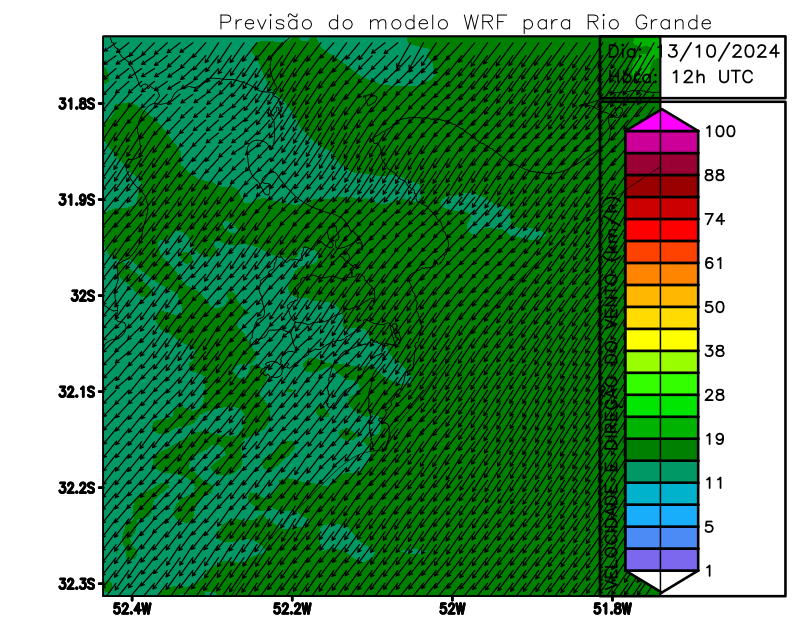 Previsão do modelo WRF para Rio Grande
Dia: 13/10/2024
Hora: 12h UTC
31.8S
31.9S
32S
32.1S
32.2S
32.3S
52.4W
52.2W
52W
51.8W
VELOCIDADE E DIREÇÃO DO VENTO (km/h)
100
88
74
61
50
38
28
19
11
5
1